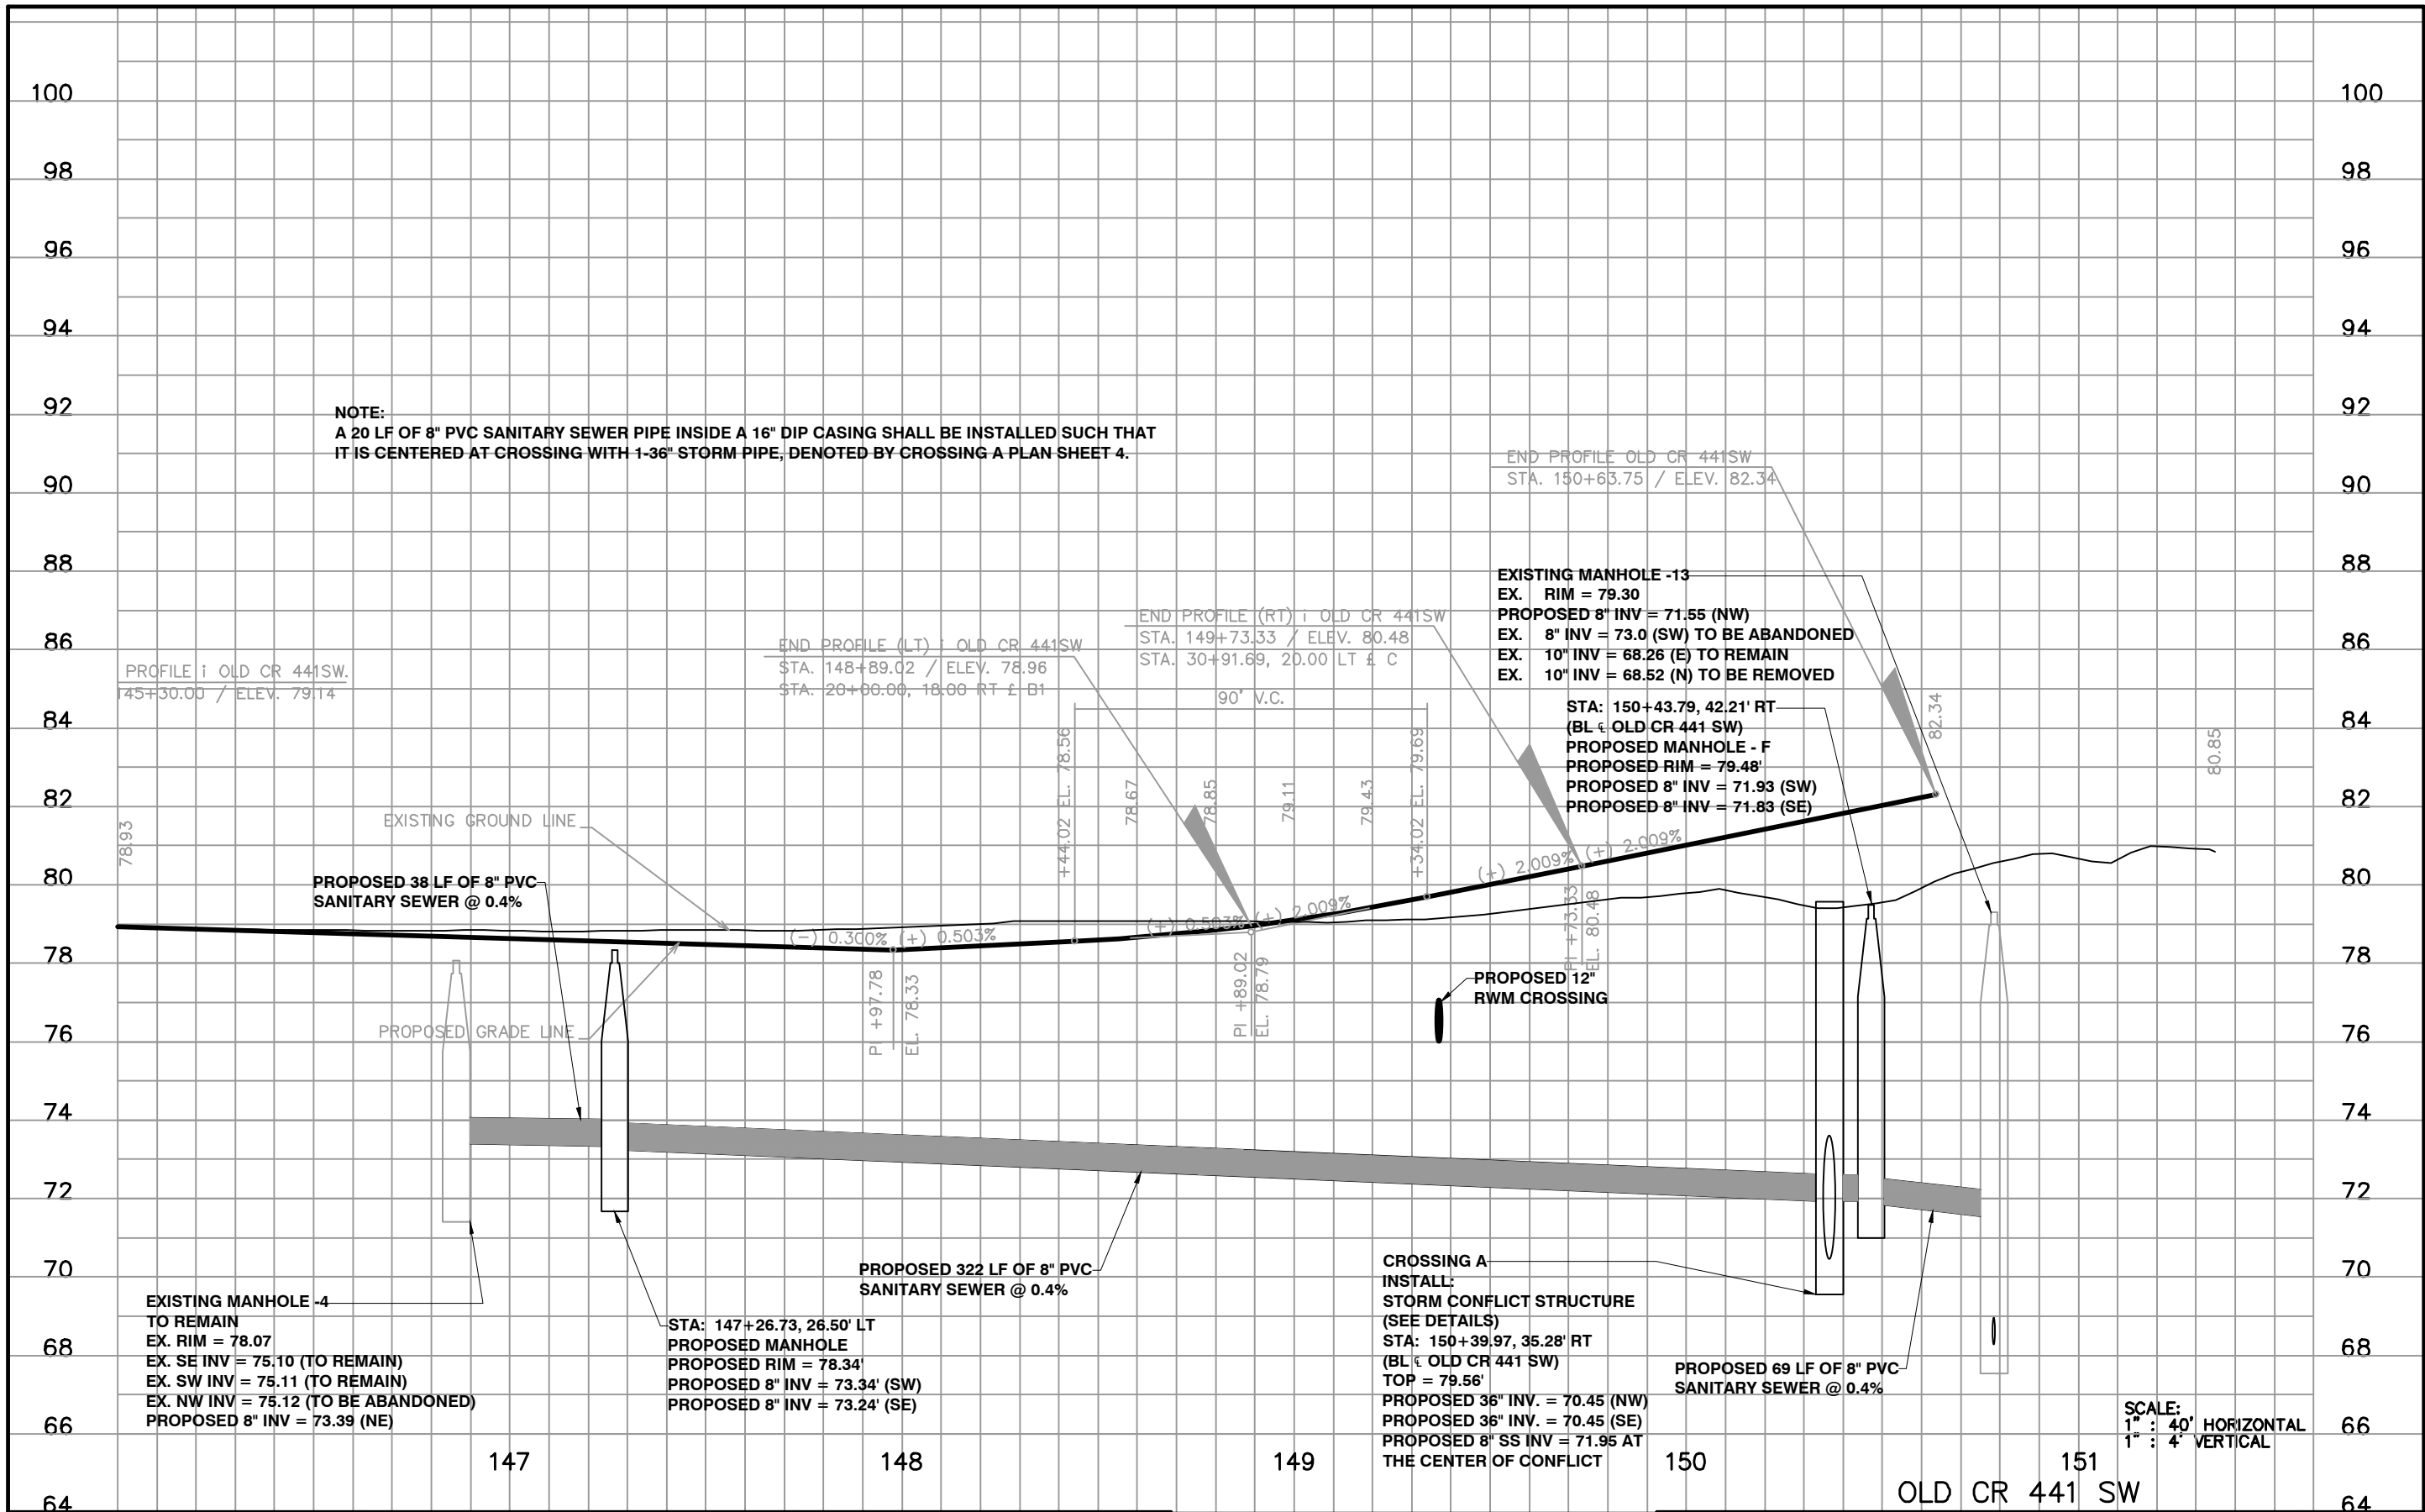 100
98
96
94
92
90
88
86
84
82
80
78
76
74
72
70
68
66
64
NOTE:
A 20 LF OF 8" PVC SANITARY SEWER PIPE INSIDE A 16" DIP CASING SHALL BE INSTALLED SUCH THAT
IT IS CENTERED AT CROSSING WITH 1-36" STORM PIPE, DENOTED BY CROSSING A PLAN SHEET 4.
END PROFILE OLD CR 441SW
STA. 150+63.75 / ELEV. 82.34
EXISTING MANHOLE -13
EX. RIM = 79.30
PROPOSED 8" INV = 71.55 (NW)
EX. 8" INV = 73.0 (SW) TO BE ABANDONED
EX. 10" INV = 68.26 (E) TO REMAIN
EX. 10" INV = 68.52 (N) TO BE REMOVED
END PROFILE (RT) i OLD CR 441SW
STA. 149+73.33 / ELEV. 80.48
STA. 30+91.69, 20.00 LT £ C
END PROFILE (LT) i OLD CR 441SW
STA. 148+89.02 / ELEV. 78.96
STA. 20+00.00, 18.00 RT £ B1
PROFILE i OLD CR 441SW.
145+30.00 / ELEV. 79.14
90' V.C.
STA: 150+43.79, 42.21' RT
(BL ℄ OLD CR 441 SW)
PROPOSED MANHOLE - F
PROPOSED RIM = 79.48'
PROPOSED 8" INV = 71.93 (SW)
PROPOSED 8" INV = 71.83 (SE)
78.93
+44.02 EL. 78.56
78.67
78.85
79.11
79.43
+34.02 EL. 79.69
82.34
80.85
EXISTING GROUND LINE
PROPOSED 38 LF OF 8" PVC
SANITARY SEWER @ 0.4%
(-) 0.300%
(+) 0.503%
(+) 0.503%
(+) 2.009%
(+) 2.009%
(+) 2.009%
PROPOSED GRADE LINE
PI +97.78
EL. 78.33
PI +89.02
EL. 78.79
PI +73.33
EL. 80.48
PROPOSED 12"
RWM CROSSING
PROPOSED 322 LF OF 8" PVC
SANITARY SEWER @ 0.4%
EXISTING MANHOLE -4
TO REMAIN
EX. RIM = 78.07
EX. SE INV = 75.10 (TO REMAIN)
EX. SW INV = 75.11 (TO REMAIN)
EX. NW INV = 75.12 (TO BE ABANDONED)
PROPOSED 8" INV = 73.39 (NE)
STA: 147+26.73, 26.50' LT
PROPOSED MANHOLE
PROPOSED RIM = 78.34'
PROPOSED 8" INV = 73.34' (SW)
PROPOSED 8" INV = 73.24' (SE)
CROSSING A
INSTALL:
STORM CONFLICT STRUCTURE
(SEE DETAILS)
STA: 150+39.97, 35.28' RT
(BL ℄ OLD CR 441 SW)
TOP = 79.56'
PROPOSED 36" INV. = 70.45 (NW)
PROPOSED 36" INV. = 70.45 (SE)
PROPOSED 8" SS INV = 71.95 AT
THE CENTER OF CONFLICT
PROPOSED 69 LF OF 8" PVC
SANITARY SEWER @ 0.4%
SCALE:
1" : 40' HORIZONTAL
1" : 4' VERTICAL
147
148
149
150
151
OLD CR 441 SW
100
98
96
94
92
90
88
86
84
82
80
78
76
74
72
70
68
66
64